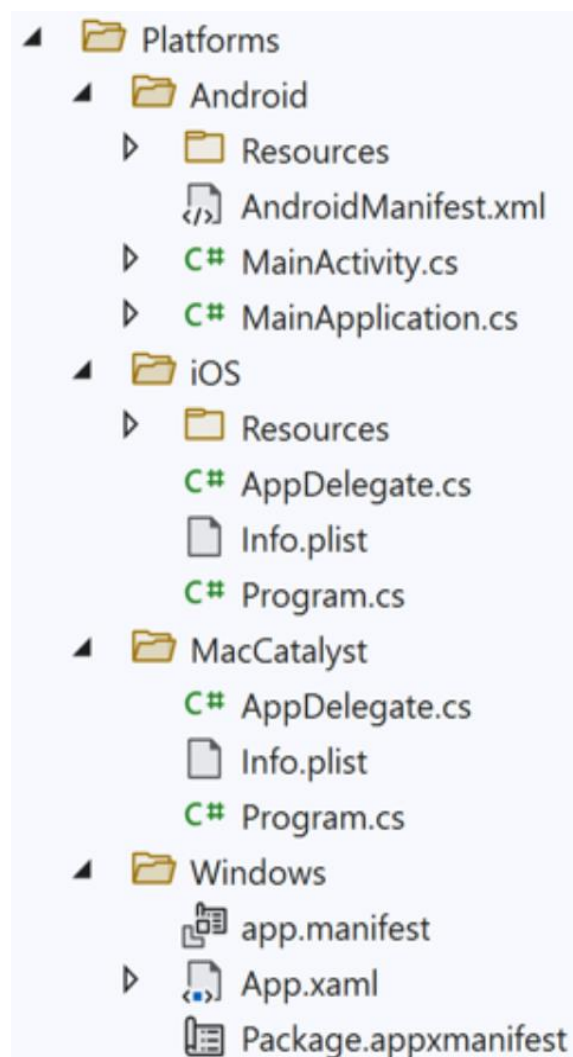 Platforms
Android
Resources
AndroidManifest.xml
C# MainActivity.cs
C# MainApplication.cs
iOS
Resources
C# AppDelegate.cs
Info.plist
C# Program.cs
MacCatalyst
C# AppDelegate.cs
Info.plist
C# Program.cs
Windows
app.manifest
App.xaml
Package.appxmanifest